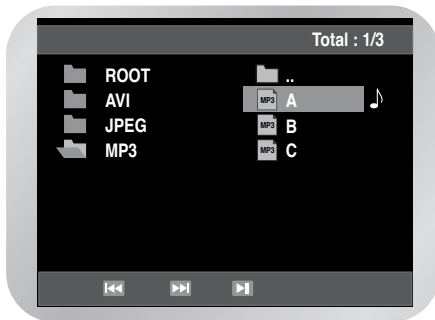 Total : 1/3
ROOT
AVI
JPEG
MP3
..
MP3 A
MP3 B
MP3 C